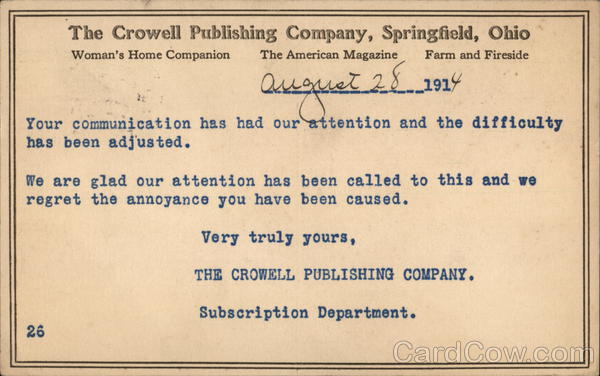 The Crowell Publishing Company, Springfield, Ohio
Woman's Home Companion The American Magazine Farm and Fireside
August 28 1914
Your communication has had our attention and the difficulty
has been adjusted.
We are glad our attention has been called to this and we
regret the annoyance you have been caused.
Very truly yours,
THE CROWELL PUBLISHING COMPANY.
Subscription Department.
26
CardCow.com